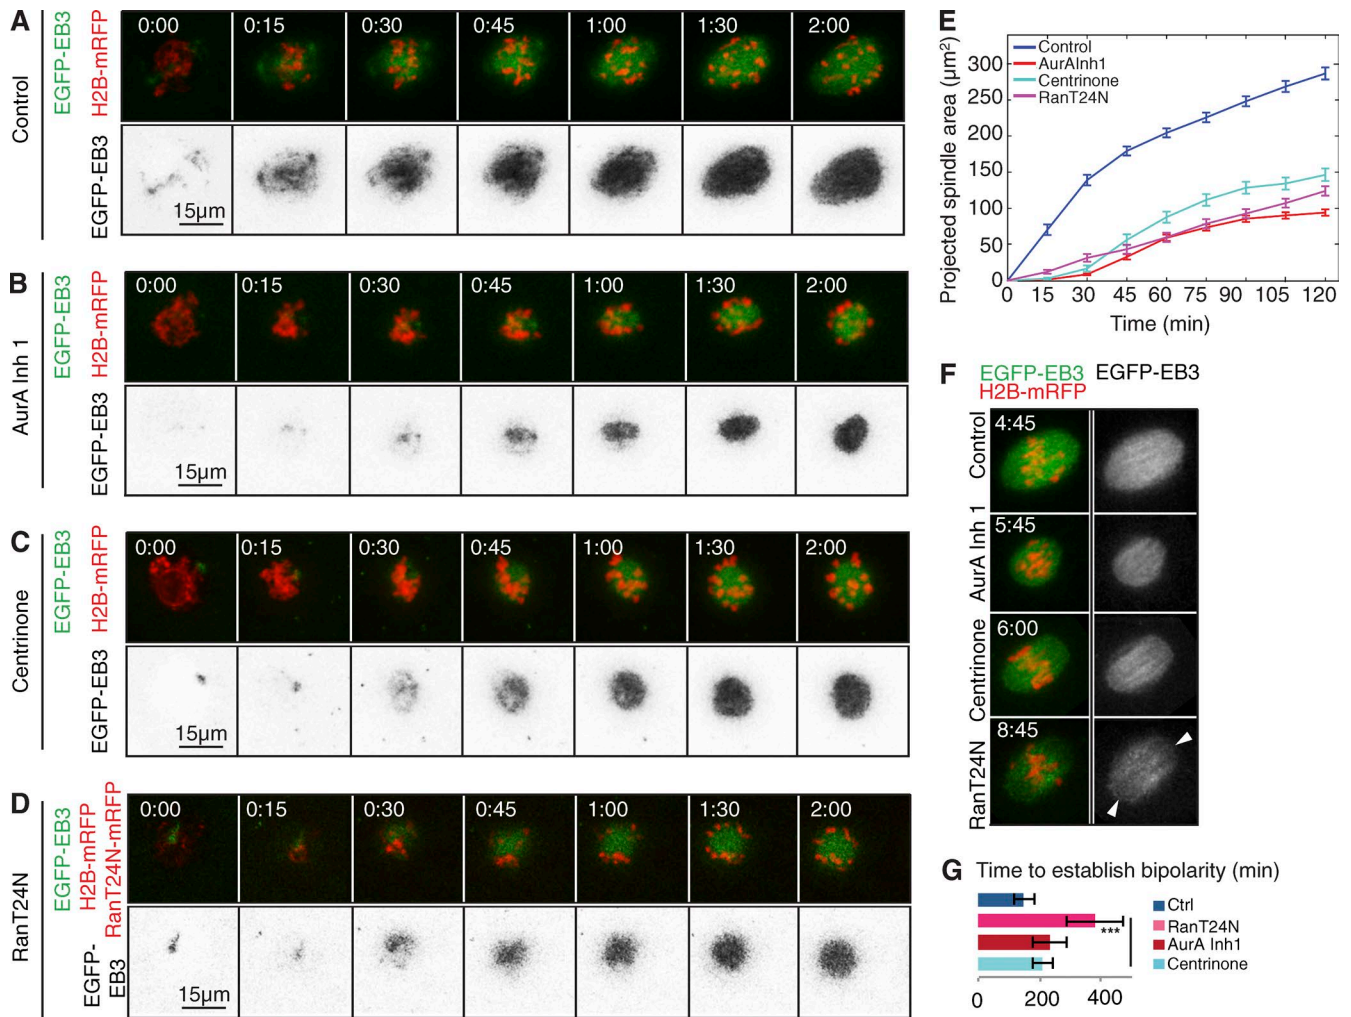 A
Control
EGFP-EB3
H2B-mRFP
0:00 0:15 0:30 0:45 1:00 1:30 2:00
EGFP-EB3
15µm
B
AurA Inh 1
EGFP-EB3
H2B-mRFP
0:00 0:15 0:30 0:45 1:00 1:30 2:00
EGFP-EB3
15µm
C
Centrinone
EGFP-EB3
H2B-mRFP
0:00 0:15 0:30 0:45 1:00 1:30 2:00
EGFP-EB3
15µm
D
RanT24N
EGFP-EB3
H2B-mRFP
RanT24N-mRFP
0:00 0:15 0:30 0:45 1:00 1:30 2:00
EGFP-
EB3
15µm
E
Projected spindle area (µm²)
300
250
200
150
100
50
0
Control
AurAInh1
Centrinone
RanT24N
0 15 30 45 60 75 90 105 120
Time (min)
F
EGFP-EB3 EGFP-EB3
H2B-mRFP
Control
4:45
AurA Inh 1
5:45
Centrinone
6:00
RanT24N
8:45
G Time to establish bipolarity (min)
***
Ctrl
RanT24N
AurA Inh1
Centrinone
0 200 400